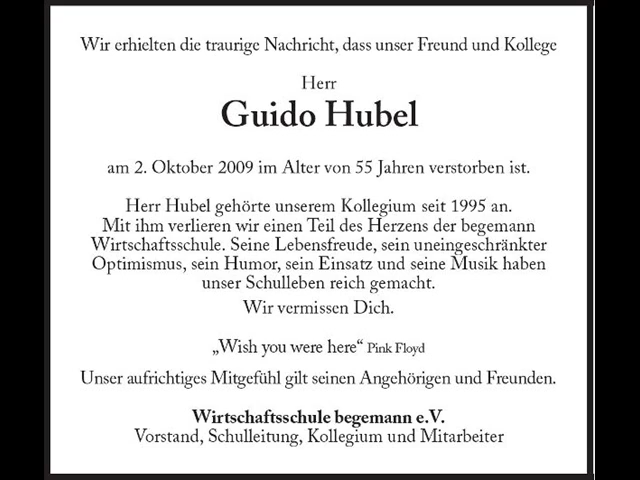 Wir erhielten die traurige Nachricht, dass unser Freund und Kollege
Herr
Guido Hubel
am 2. Oktober 2009 im Alter von 55 Jahren verstorben ist.
Herr Hubel gehörte unserem Kollegium seit 1995 an.
Mit ihm verlieren wir einen Teil des Herzens der begemann
Wirtschaftsschule. Seine Lebensfreude, sein uneingeschränkter
Optimismus, sein Humor, sein Einsatz und seine Musik haben
unser Schulleben reich gemacht.
Wir vermissen Dich.
„Wish you were here“ Pink Floyd
Unser aufrichtiges Mitgefühl gilt seinen Angehörigen und Freunden.
Wirtschaftsschule begemann e.V.
Vorstand, Schulleitung, Kollegium und Mitarbeiter